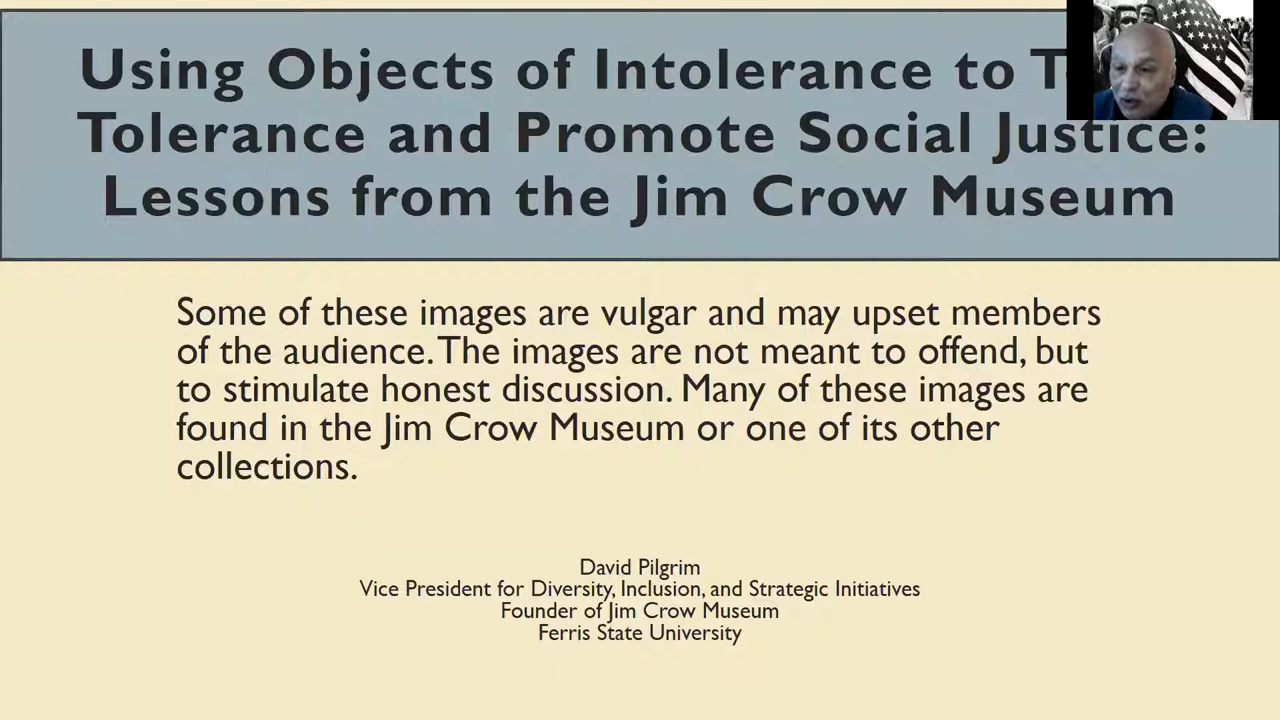 Using Objects of Intolerance to
Tolerance and Promote Social Justice:
Lessons from the Jim Crow Museum
Some of these images are vulgar and may upset members
of the audience. The images are not meant to offend, but
to stimulate honest discussion. Many of these images are
found in the Jim Crow Museum or one of its other
collections.
David Pilgrim
Vice President for Diversity, Inclusion, and Strategic Initiatives
Founder of Jim Crow Museum
Ferris State University